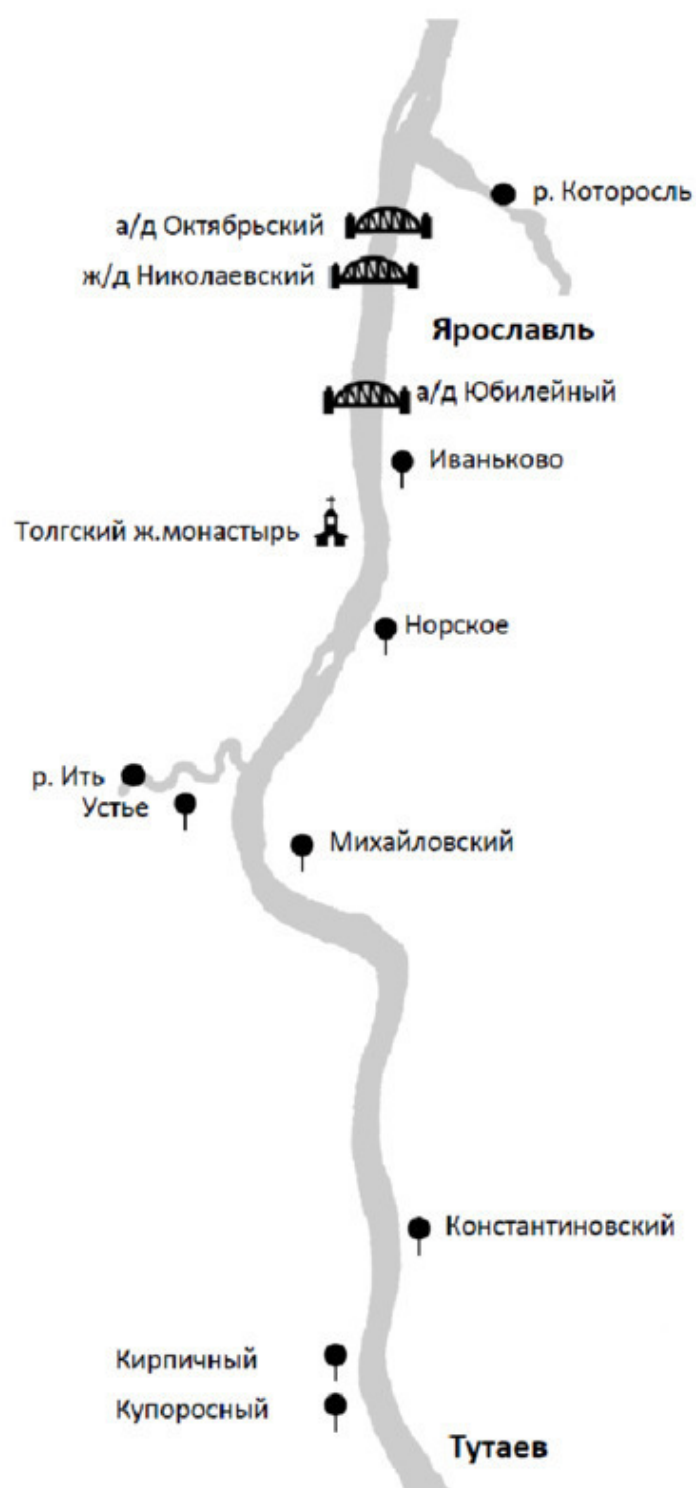 р. Которосль
а/д Октябрьский
ж/д Николаевский
Ярославль
а/д Юбилейный
Иваньково
Толгский ж.монастырь
Норское
р. Ить
Устье
Михайловский
Константиновский
Кирпичный
Купоросный
Тутаев